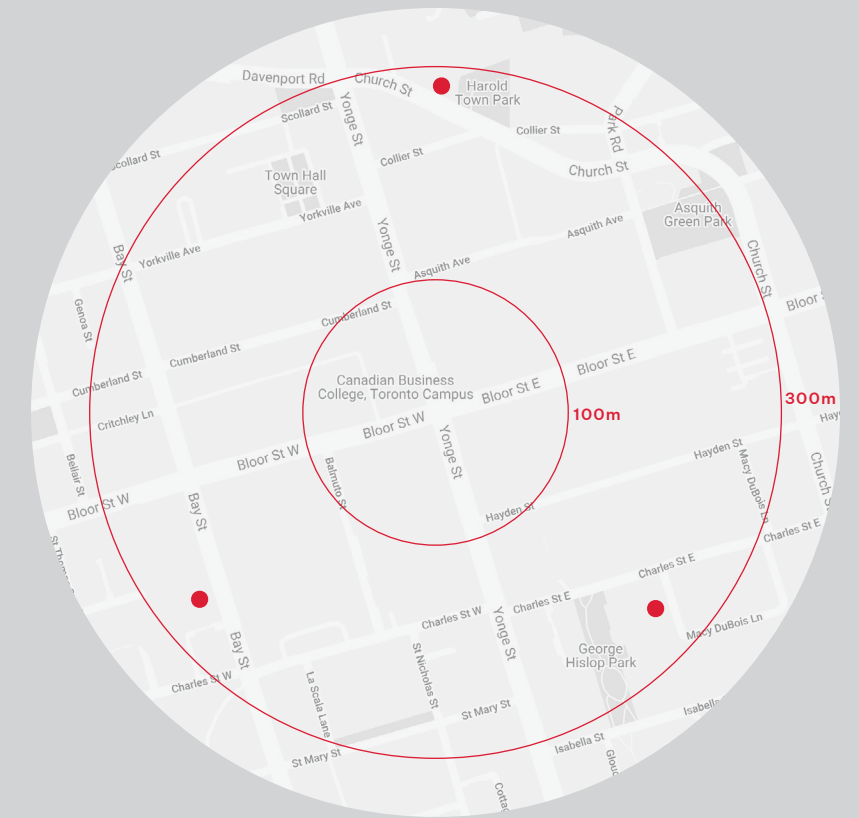 Davenport Rd
Church St
Harold
Town Park
Scollard St
Yonge St
Collier St
Park Rd
Scollard St
Collier St
Church St
Town Hall
Square
Yorkville Ave
Asquith
Green Park
Asquith Ave
Yonge St
Yorkville Ave
Bay St
Asquith Ave
Church St
Bloor
Genoa St
Cumberland St
Cumberland St
Bloor St E
Cumberland St
Canadian Business
College, Toronto Campus
Bloor St E
300m
100m
Critchley Ln
Bloor St W
Yonge St
Hayden St
Bloor St W
Bellair St
Balmuto St
Macy DuBois Ln
Church St
Bloor St W
Bay St
Hayden St
Charles St E
Charles St E
Charles St E
Charles St W
Yonge St
Macy DuBois Ln
Bay St
George
Hislop Park
St Nicholas St
Charles St W
La Scala Lane
St Mary St
Isabella St
St Mary St